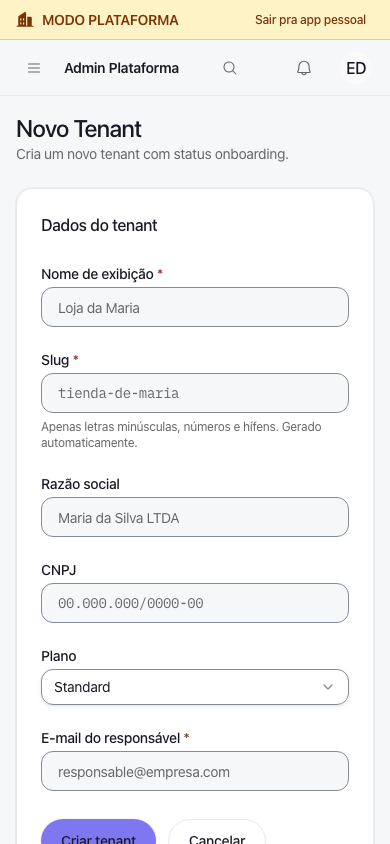 MODO PLATAFORMA
Sair pra app pessoal
Admin Plataforma
ED
Novo Tenant
Cria um novo tenant com status onboarding.
Dados do tenant
Nome de exibição *
Loja da Maria
Slug *
tienda-de-maria
Apenas letras minúsculas, números e hífens. Gerado
automaticamente.
Razão social
Maria da Silva LTDA
CNPJ
00.000.000/0000-00
Plano
Standard
E-mail do responsável *
responsable@empresa.com
Criar tenant
Cancelar